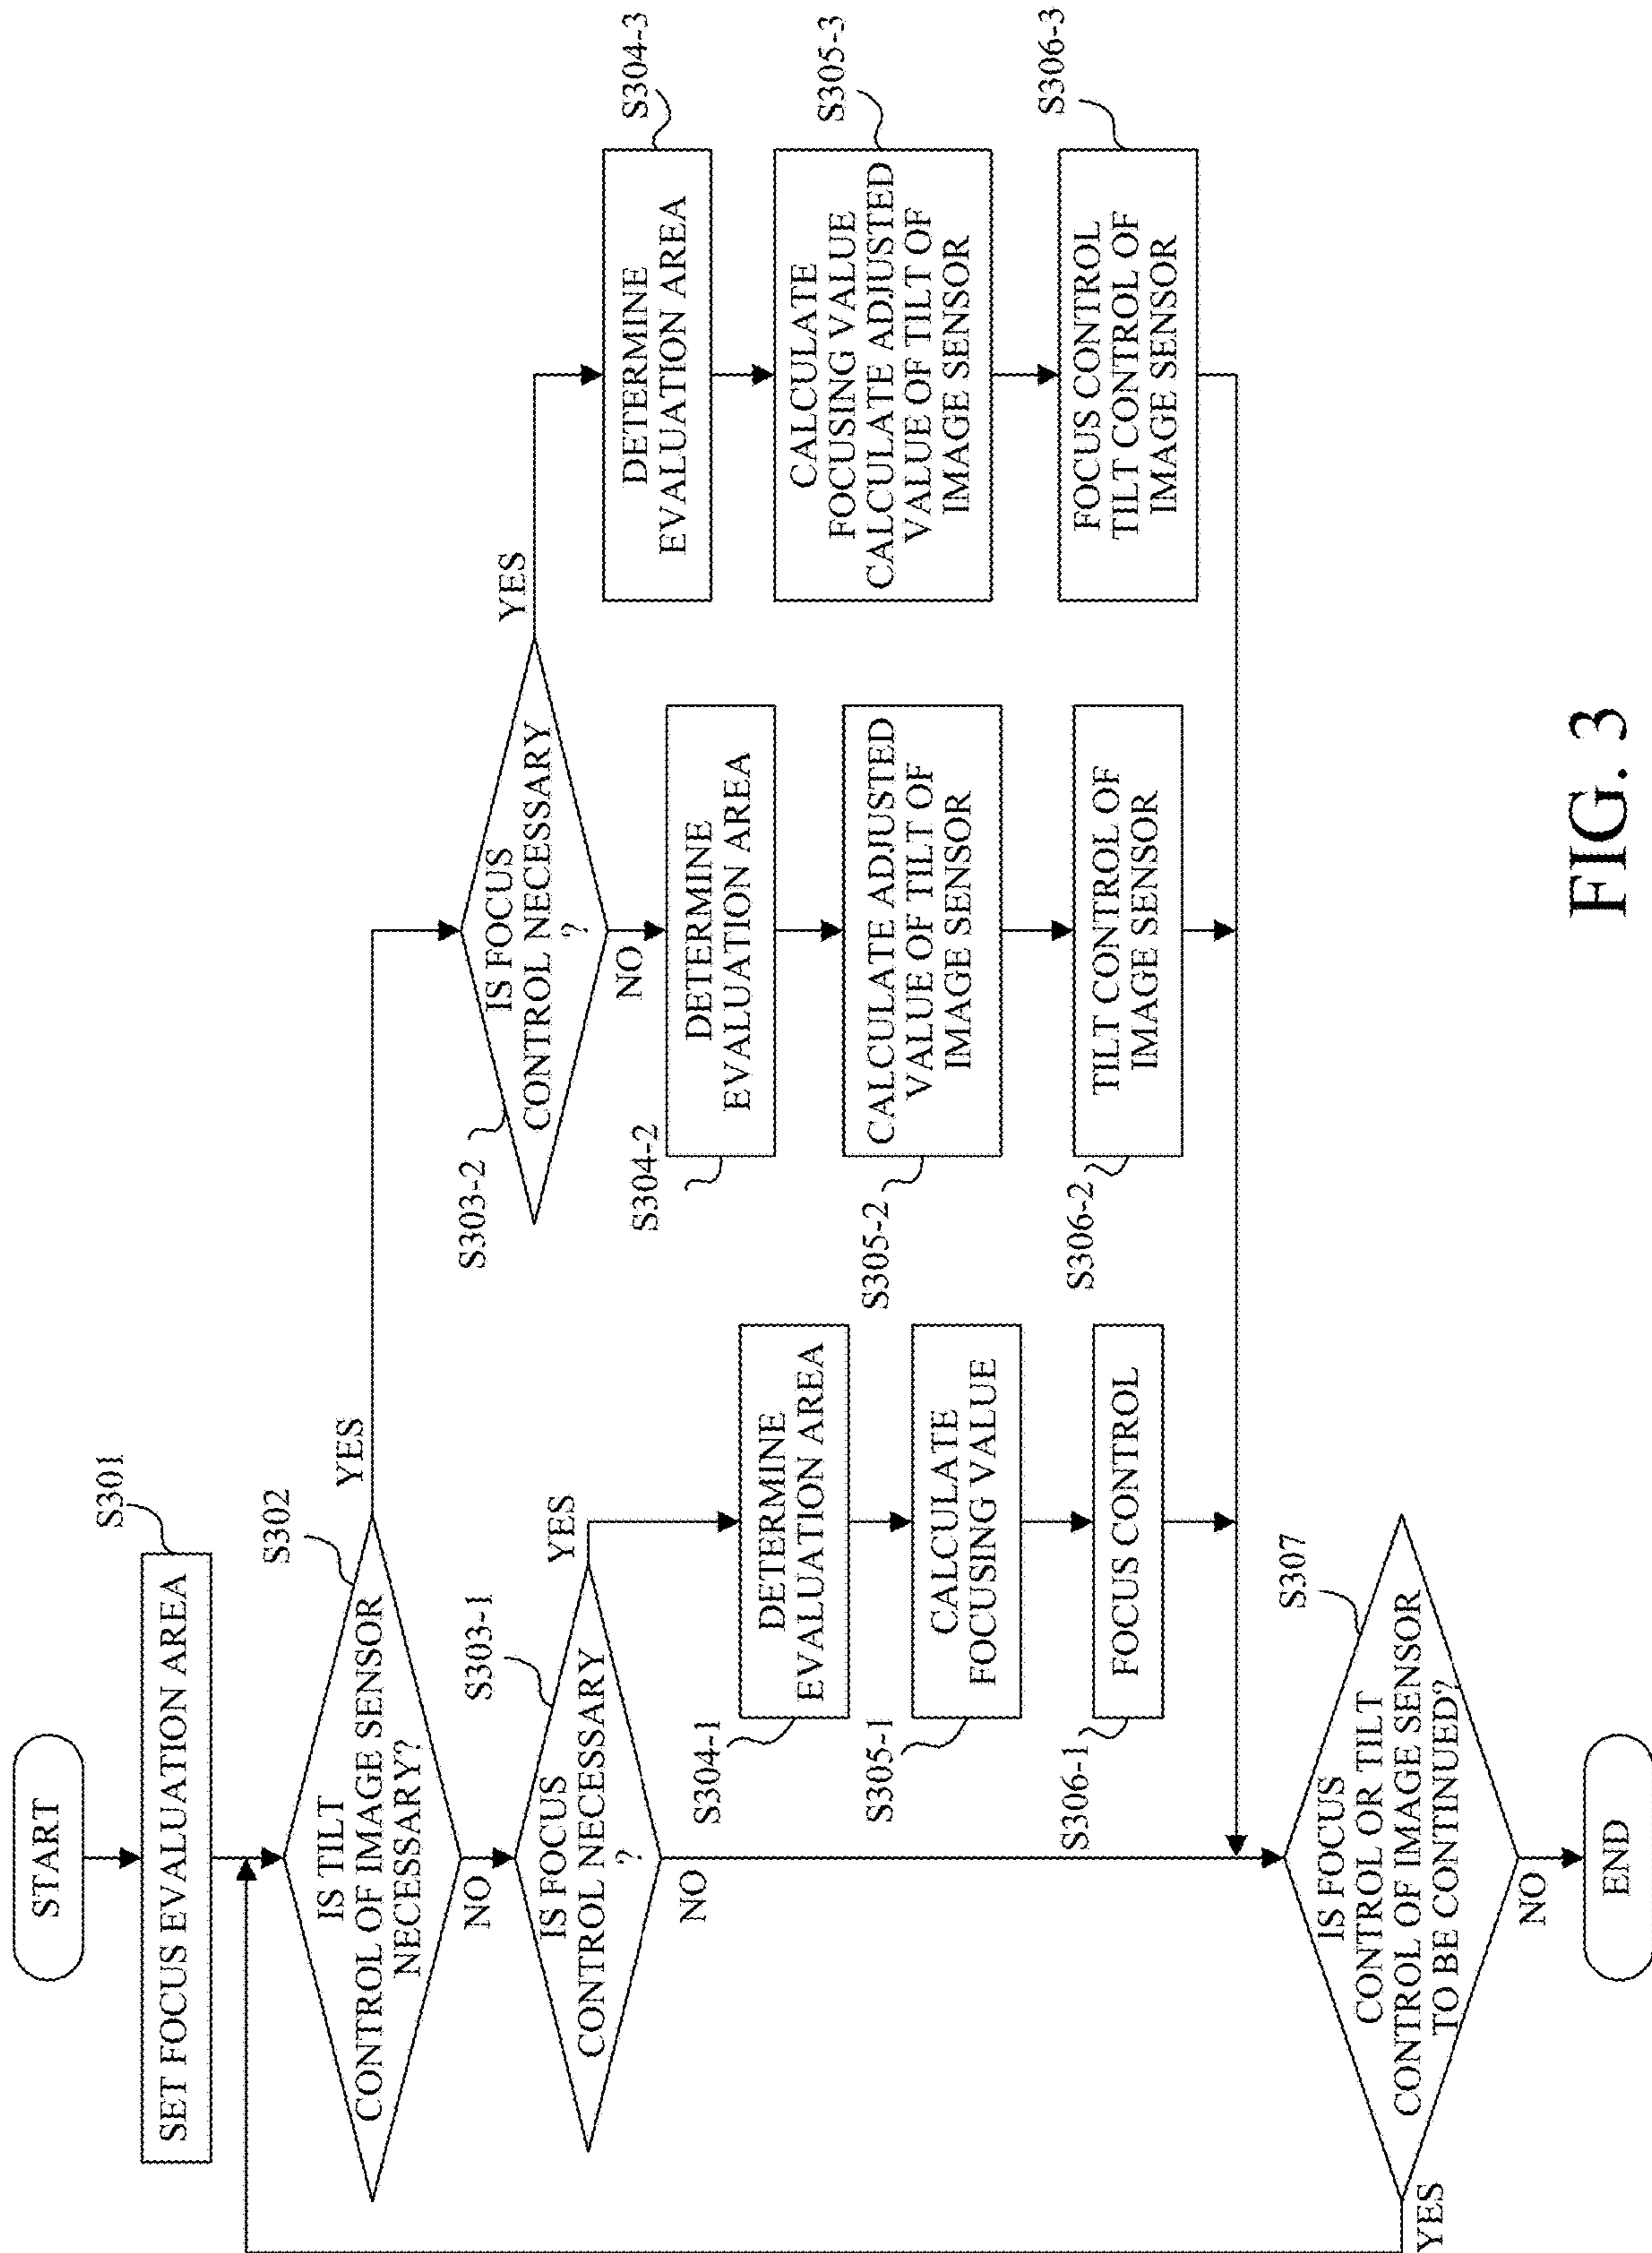 START
S301
SET FOCUS EVALUATION AREA
S302
IS TILT
CONTROL OF IMAGE SENSOR
NECESSARY?
YES
NO
S303-1
IS FOCUS
CONTROL NECESSARY
?
YES
NO
S304-1
DETERMINE
EVALUATION AREA
S305-1
CALCULATE
FOCUSING VALUE
S306-1
FOCUS CONTROL
S303-2
IS FOCUS
CONTROL NECESSARY
?
YES
NO
S304-2
DETERMINE
EVALUATION AREA
S305-2
CALCULATE ADJUSTED
VALUE OF TILT OF
IMAGE SENSOR
S306-2
TILT CONTROL OF
IMAGE SENSOR
S304-3
DETERMINE
EVALUATION AREA
S305-3
CALCULATE
FOCUSING VALUE
CALCULATE ADJUSTED
VALUE OF TILT OF
IMAGE SENSOR
S306-3
FOCUS CONTROL
TILT CONTROL OF
IMAGE SENSOR
S307
IS FOCUS
CONTROL OR TILT
CONTROL OF IMAGE SENSOR
TO BE CONTINUED?
YES
NO
END
FIG. 3